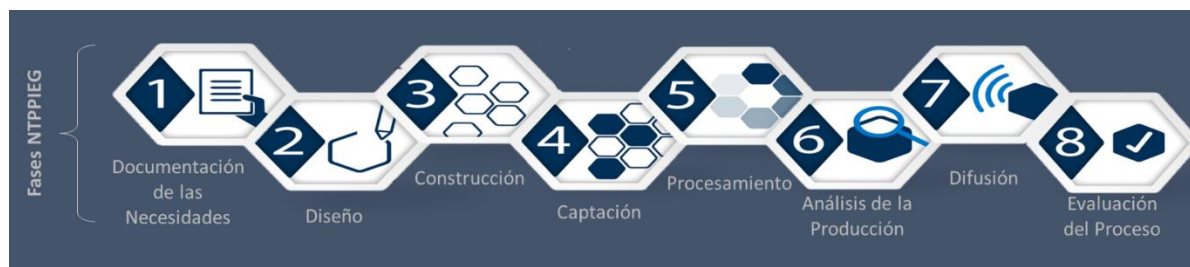 Fases NTPPIEG
1
Documentación
de las
Necesidades
2
Diseño
3
Construcción
4
Captación
5
Procesamiento
6
Análisis de la
Producción
7
Difusión
8
Evaluación
del Proceso